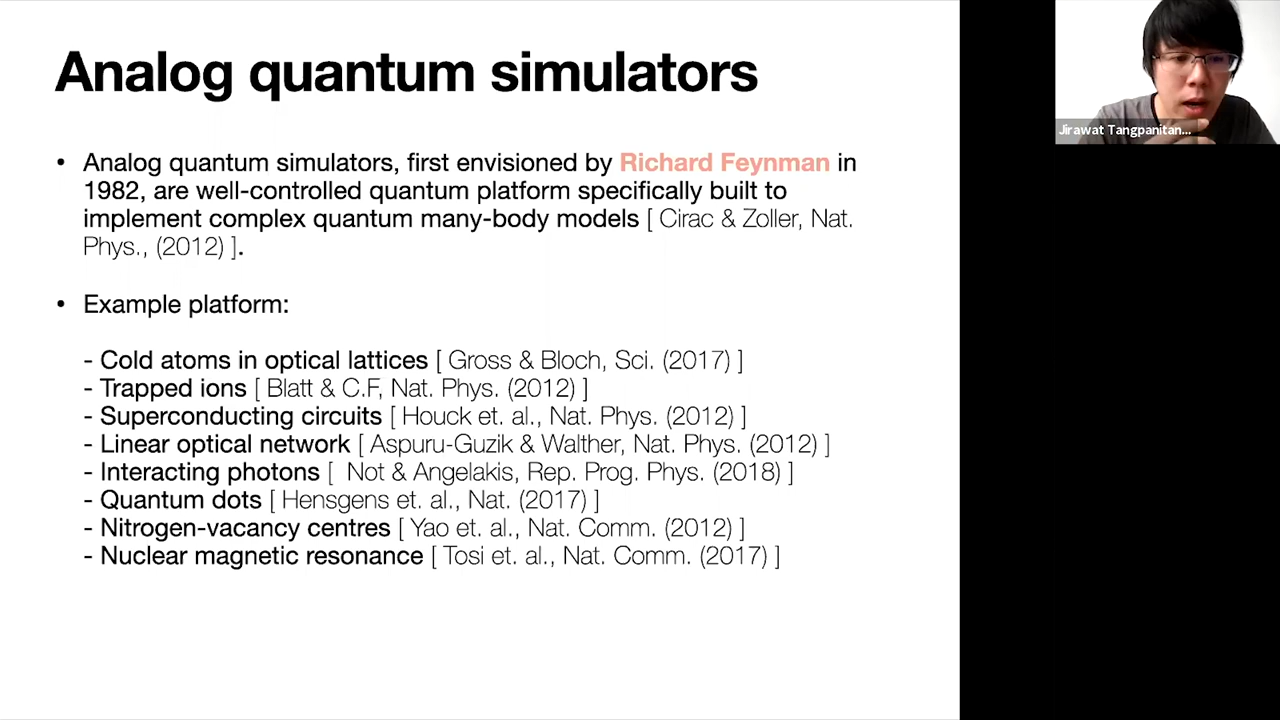 Analog quantum simulators
• Analog quantum simulators, first envisioned by Richard Feynman in
1982, are well-controlled quantum platform specifically built to
implement complex quantum many-body models [ Cirac & Zoller, Nat.
Phys., (2012) ].
• Example platform:
- Cold atoms in optical lattices [ Gross & Bloch, Sci. (2017) ]
- Trapped ions [ Blatt & C.F, Nat. Phys. (2012) ]
- Superconducting circuits [ Houck et. al., Nat. Phys. (2012) ]
- Linear optical network [ Aspuru-Guzik & Walther, Nat. Phys. (2012) ]
- Interacting photons [ Not & Angelakis, Rep. Prog. Phys. (2018) ]
- Quantum dots [ Hensgens et. al., Nat. (2017) ]
- Nitrogen-vacancy centres [ Yao et. al., Nat. Comm. (2012) ]
- Nuclear magnetic resonance [ Tosi et. al., Nat. Comm. (2017) ]
Jirawat Tangpanitan...